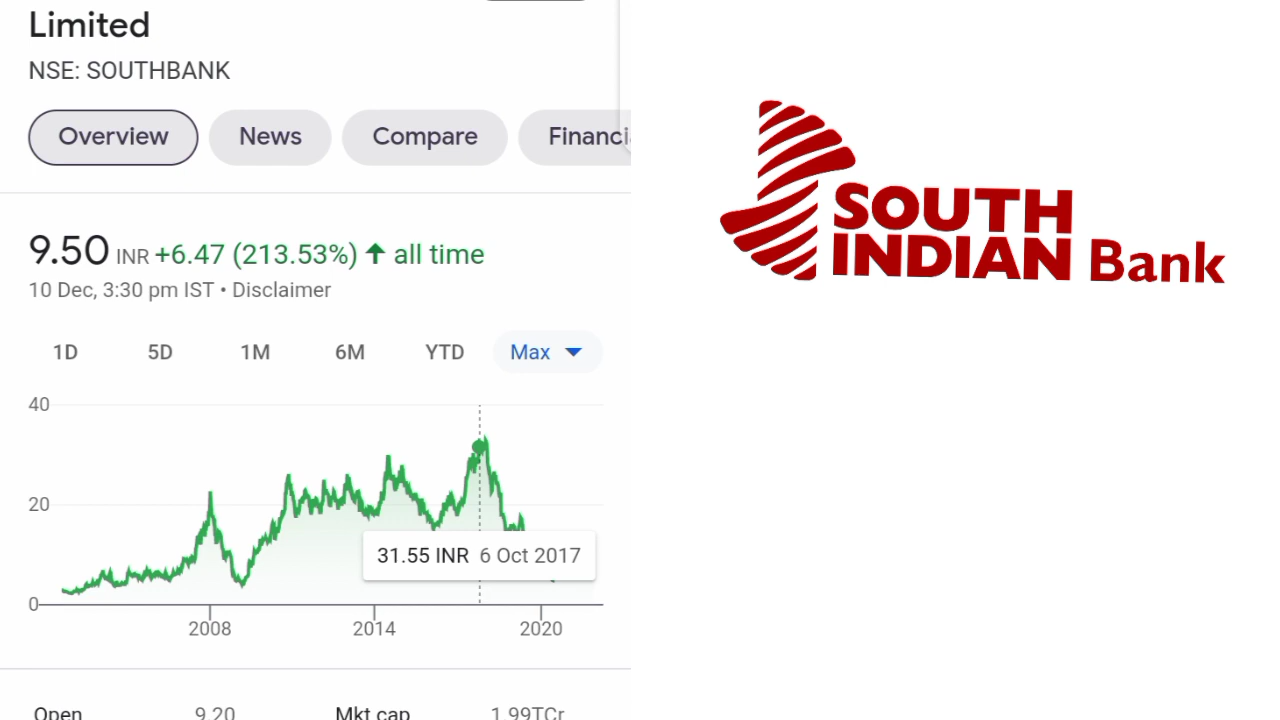 Limited
NSE: SOUTHBANK
Overview News Compare Financi
9.50 INR +6.47 (213.53%) ↑ all time
10 Dec, 3:30 pm IST • Disclaimer
1D 5D 1M 6M YTD Max
40
20
31.55 INR 6 Oct 2017
0
2008 2014 2020
Open 9.20 Mkt cap 1.99TCr
SOUTH
INDIAN Bank